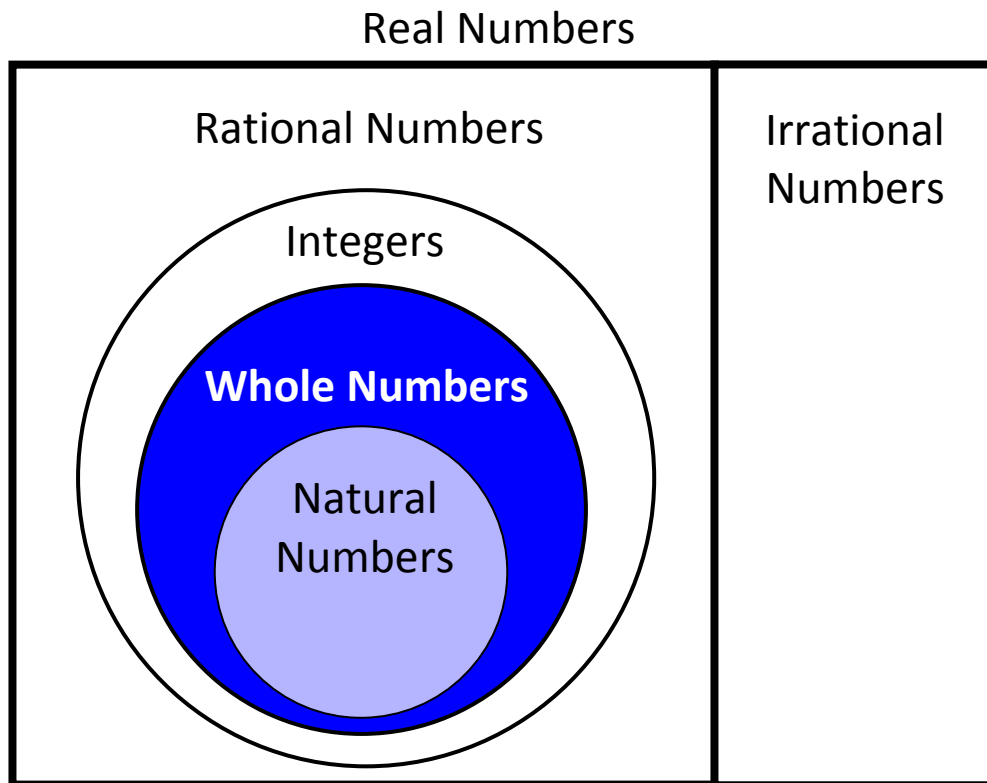 Real Numbers
Rational Numbers
Irrational
Numbers
Integers
Whole Numbers
Natural
Numbers